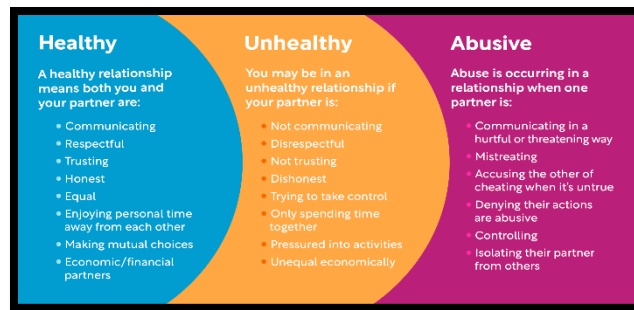 Healthy
A healthy relationship
means both you and
your partner are:
• Communicating
• Respectful
• Trusting
• Honest
• Equal
• Enjoying personal time
away from each other
• Making mutual choices
• Economic/financial
partners
Unhealthy
You may be in an
unhealthy relationship if
your partner is:
• Not communicating
• Disrespectful
• Not trusting
• Dishonest
• Trying to take control
• Only spending time
together
• Pressured into activities
• Unequal economically
Abusive
Abuse is occurring in a
relationship when one
partner is:
• Communicating in a
hurtful or threatening way
• Mistreating
• Accusing the other of
cheating when it's untrue
• Denying their actions
are abusive
• Controlling
• Isolating their partner
from others